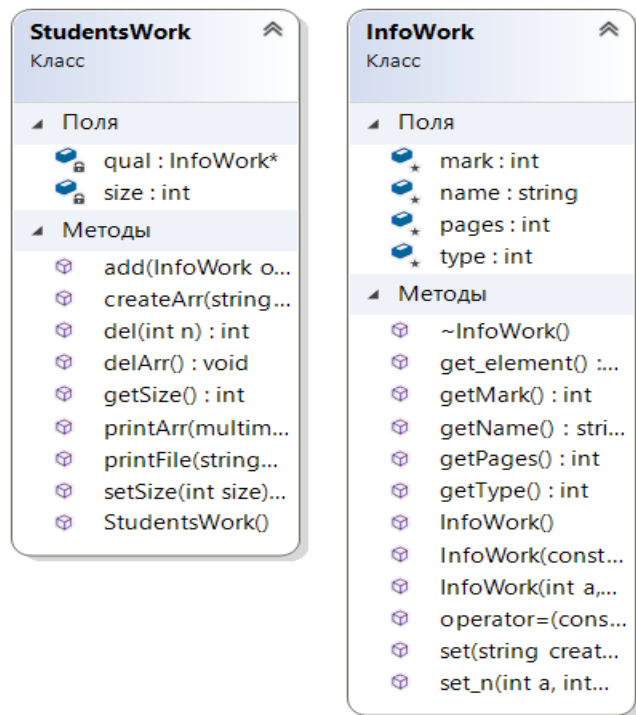 StudentsWork
Класс
Поля
qual : InfoWork*
size : int
Методы
add(InfoWork o...
createArr(string...
del(int n) : int
delArr() : void
getSize() : int
printArr(multim...
printFile(string...
setSize(int size)...
StudentsWork()
InfoWork
Класс
Поля
mark : int
name : string
pages : int
type : int
Методы
~InfoWork()
get_element() :...
getMark() : int
getName() : stri...
getPages() : int
getType() : int
InfoWork()
InfoWork(const...
InfoWork(int a,...
operator=(cons...
set(string creat...
set_n(int a, int...